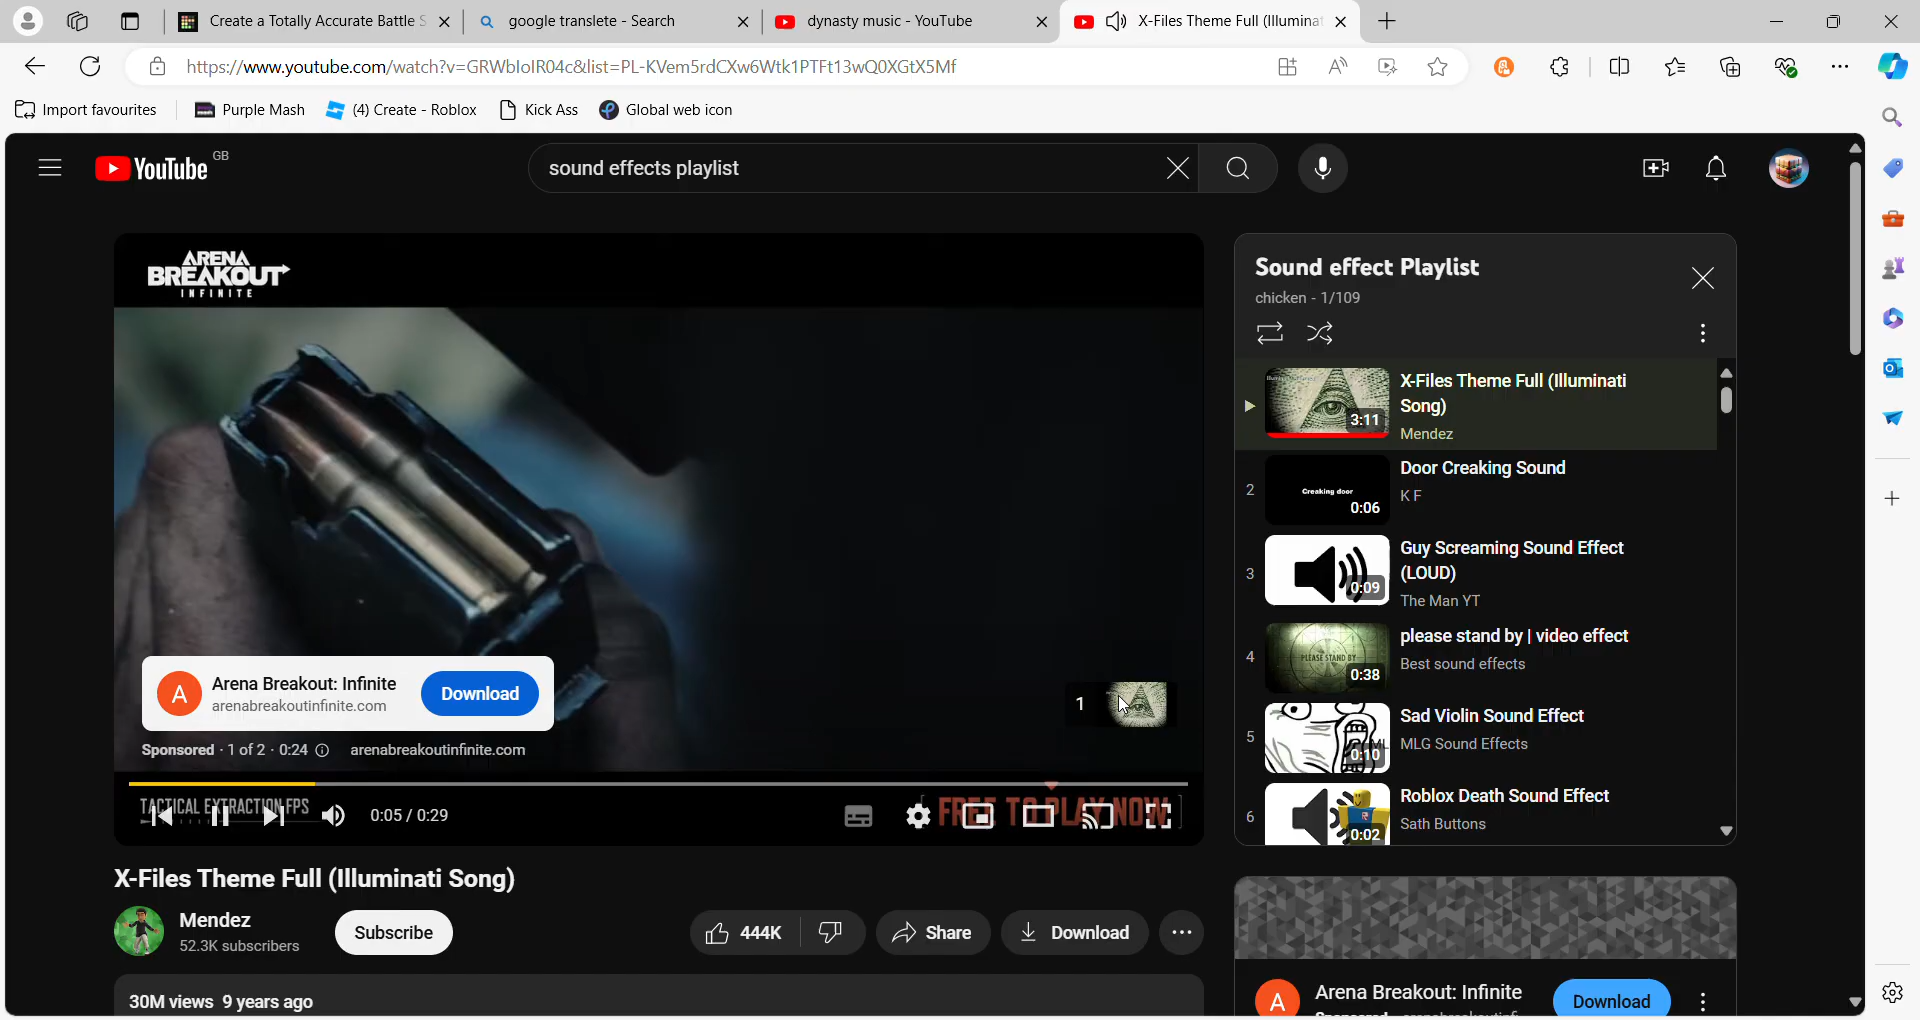 Create a Totally Accurate Battle S
google translete - Search
dynasty music - YouTube
X-Files Theme Full (Illuminat
https://www.youtube.com/watch?v=GRWbIoIR04c&list=PL-KVem5rdCXw6Wtk1PTFt13wQ0XGtX5Mf
Import favourites
Purple Mash
(4) Create - Roblox
Kick Ass
Global web icon
YouTube GB
sound effects playlist
ARENA
BREAKOUT
INFINITE
A
Arena Breakout: Infinite
arenabreakoutinfinite.com
Download
1
Sponsored · 1 of 2 · 0:24
arenabreakoutinfinite.com
TACTICAL EXTRACTION FPS
0:05 / 0:29
FREE TO PLAY NOW
X-Files Theme Full (Illuminati Song)
Mendez
52.3K subscribers
Subscribe
444K
Share
Download
30M views 9 years ago
Sound effect Playlist
chicken - 1/109
3:11
X-Files Theme Full (Illuminati
Song)
Mendez
2
Creaking door
0:06
Door Creaking Sound
K F
3
0:09
Guy Screaming Sound Effect
(LOUD)
The Man YT
4
PLEASE STAND BY
0:38
please stand by | video effect
Best sound effects
5
0:10
Sad Violin Sound Effect
MLG Sound Effects
6
0:02
Roblox Death Sound Effect
Sath Buttons
A
Arena Breakout: Infinite
Download